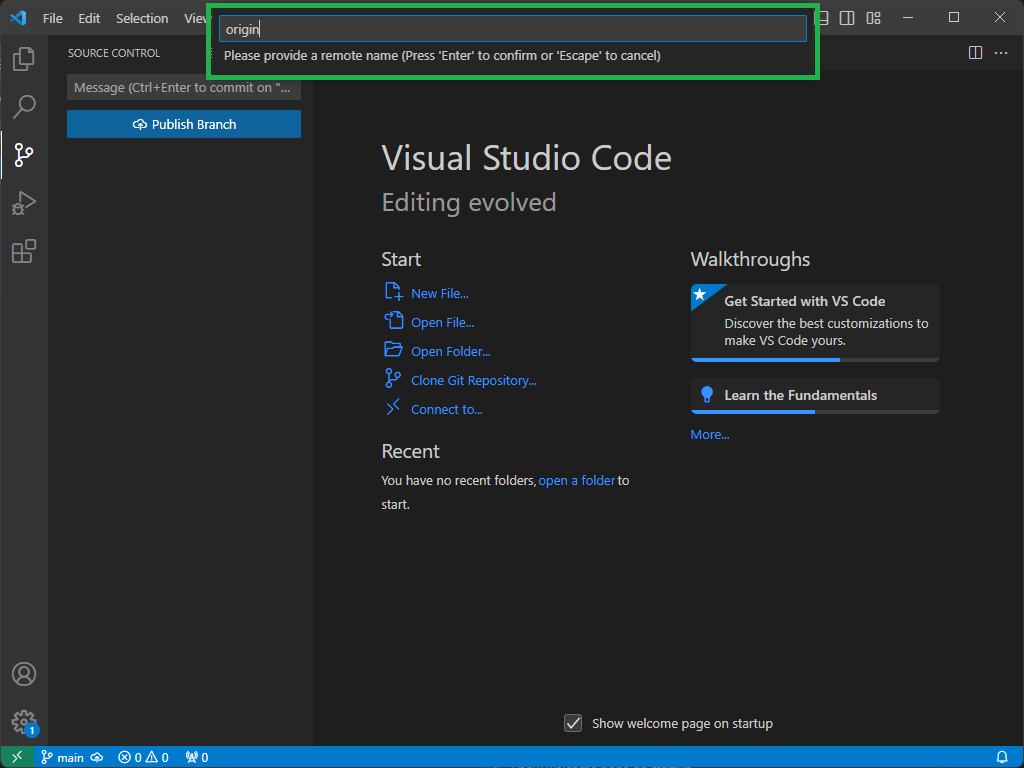 File Edit Selection View
origin
Please provide a remote name (Press 'Enter' to confirm or 'Escape' to cancel)
SOURCE CONTROL
Message (Ctrl+Enter to commit on "...
Publish Branch
Visual Studio Code
Editing evolved
Start
New File...
Open File...
Open Folder...
Clone Git Repository...
Connect to...
Recent
You have no recent folders, open a folder to
start.
Walkthroughs
Get Started with VS Code
Discover the best customizations to
make VS Code yours.
Learn the Fundamentals
More...
Show welcome page on startup
1
main 0 0 0